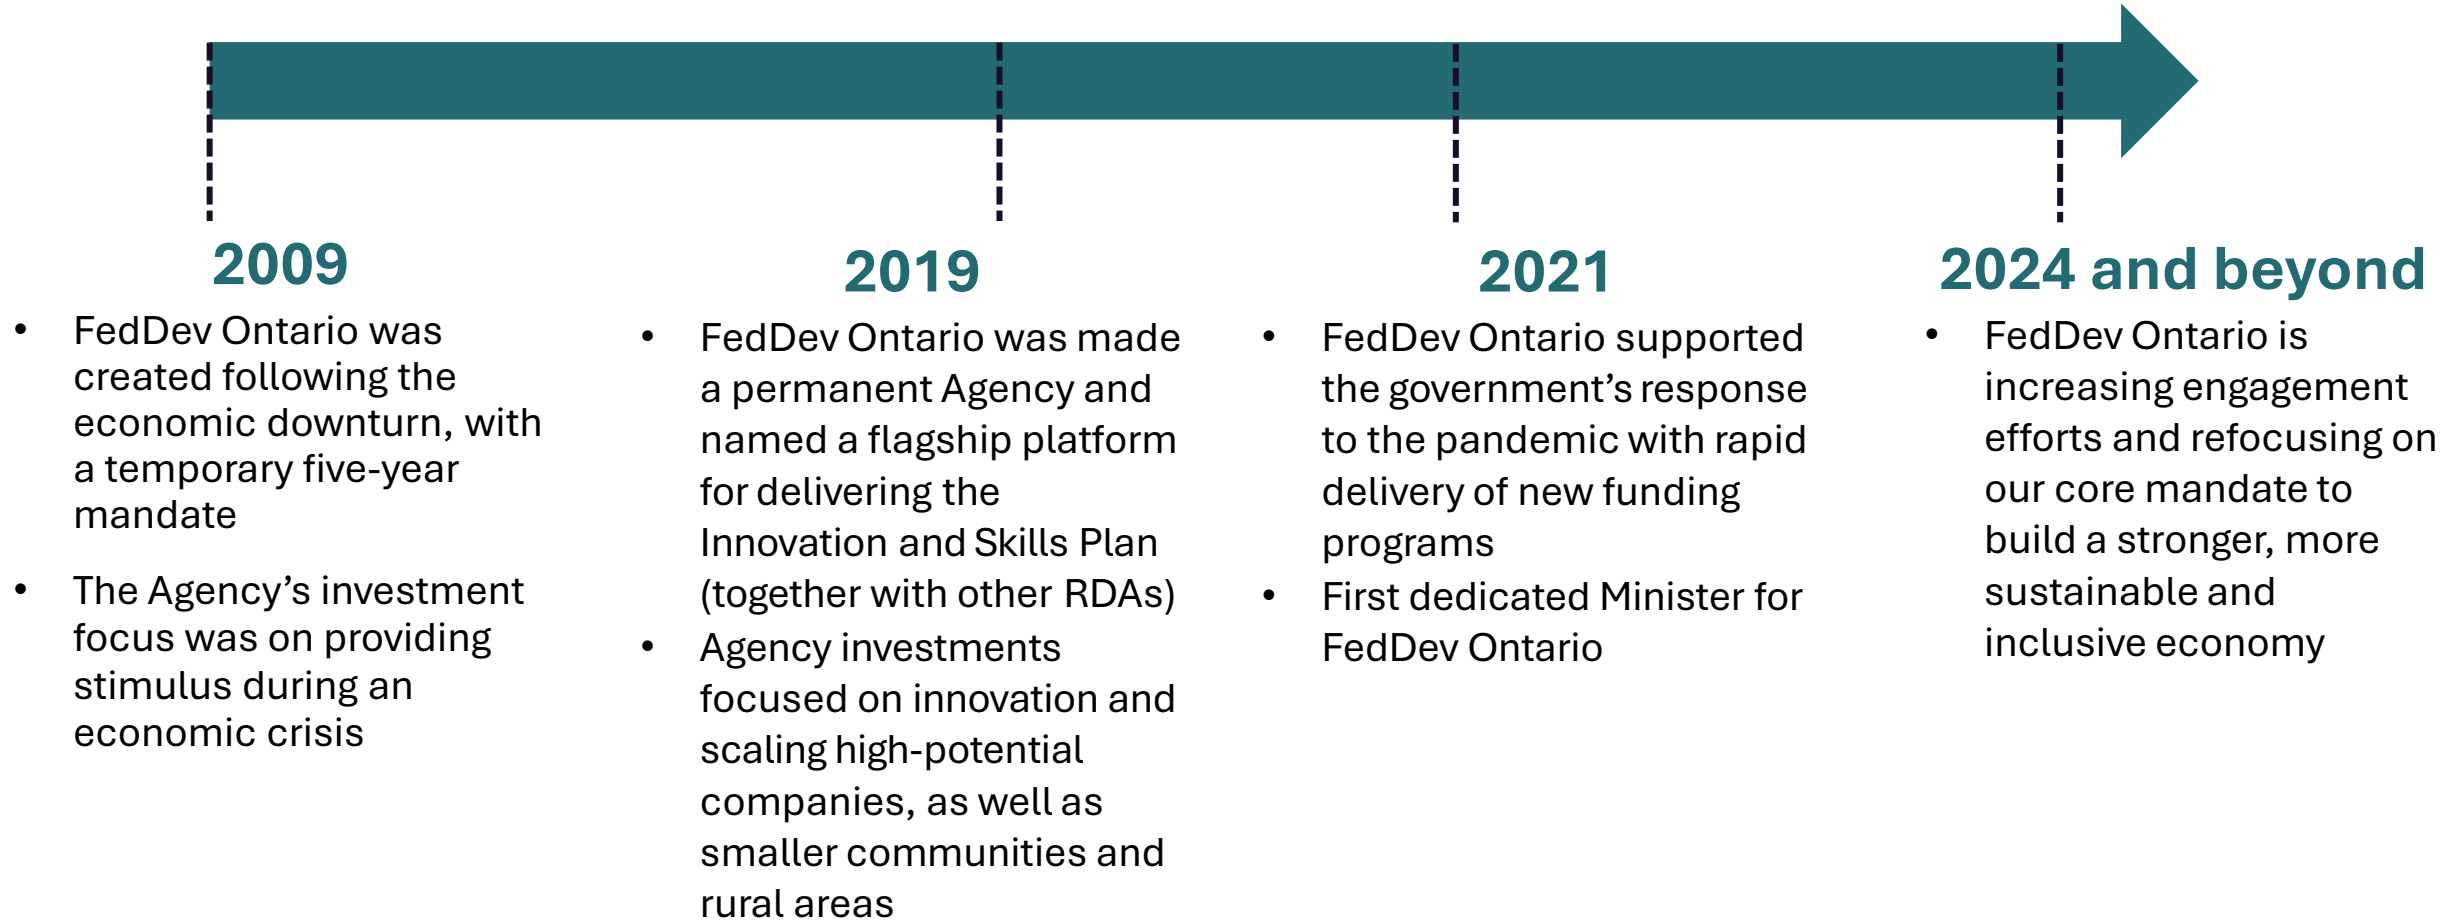 2009
• FedDev Ontario was
created following the
economic downturn, with
a temporary five-year
mandate
• The Agency’s investment
focus was on providing
stimulus during an
economic crisis
2019
• FedDev Ontario was made
a permanent Agency and
named a flagship platform
for delivering the
Innovation and Skills Plan
(together with other RDAs)
• Agency investments
focused on innovation and
scaling high-potential
companies, as well as
smaller communities and
rural areas
2021
• FedDev Ontario supported
the government’s response
to the pandemic with rapid
delivery of new funding
programs
• First dedicated Minister for
FedDev Ontario
2024 and beyond
• FedDev Ontario is
increasing engagement
efforts and refocusing on
our core mandate to
build a stronger, more
sustainable and
inclusive economy